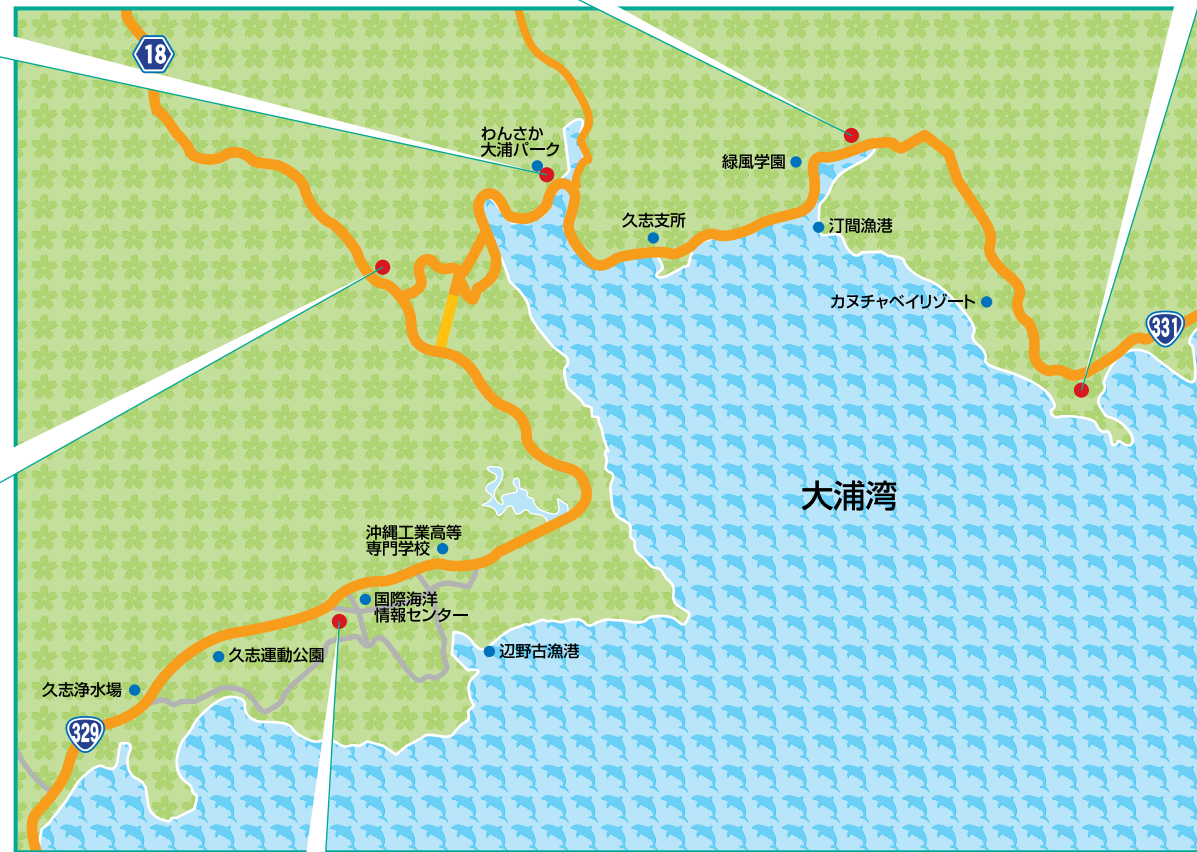 18
わんさか
大浦パーク
緑風学園
久志支所
汀間漁港
カヌチャベイリゾート
331
大浦湾
沖縄工業高等
専門学校
国際海洋
情報センター
辺野古漁港
久志運動公園
久志浄水場
329